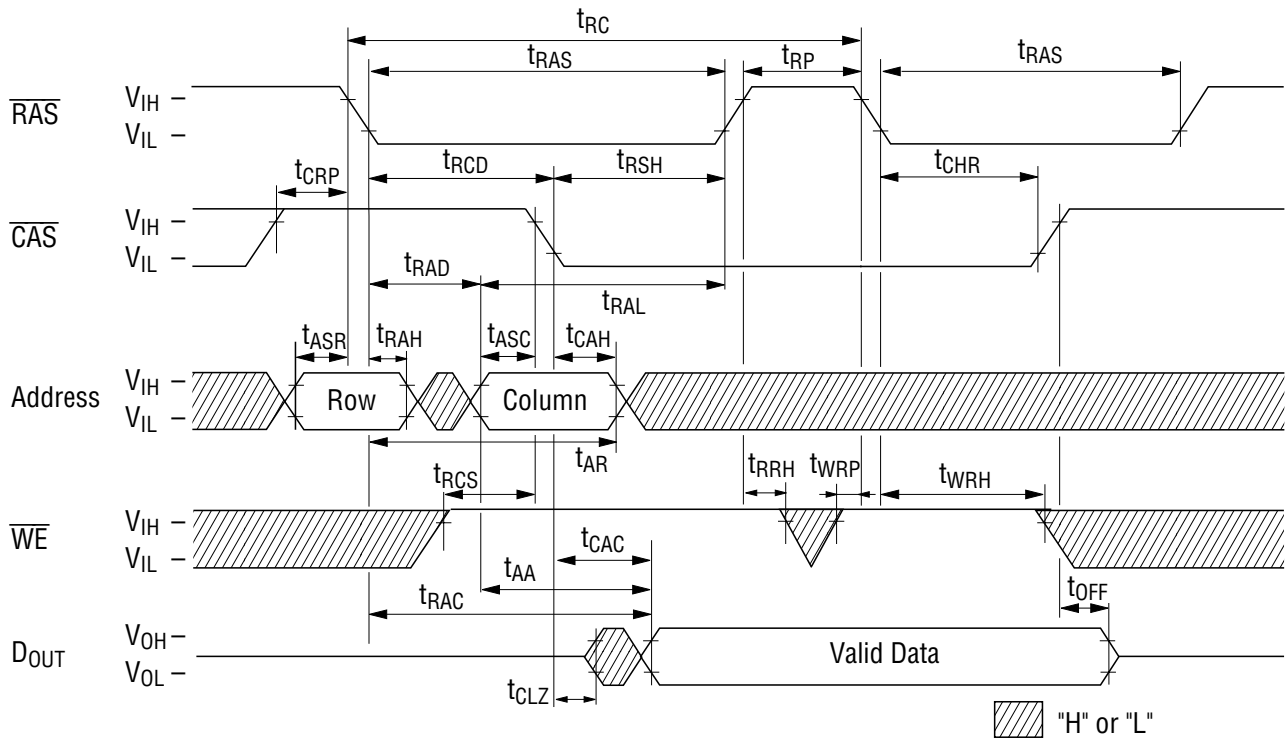 tRC
tRAS tRP tRAS
RAS VIH
VIL
tCRP tRCD tRSH tCHR
CAS VIH
VIL
tRAD
tRAL
tASR tRAH tASC tCAH
Address VIH
VIL
Row Column
tAR
tRCS tRRH tWRP tWRH
WE VIH
VIL
tCAC
tAA
tRAC tOFF
DOUT VOH
VOL
Valid Data
tCLZ
"H" or "L"